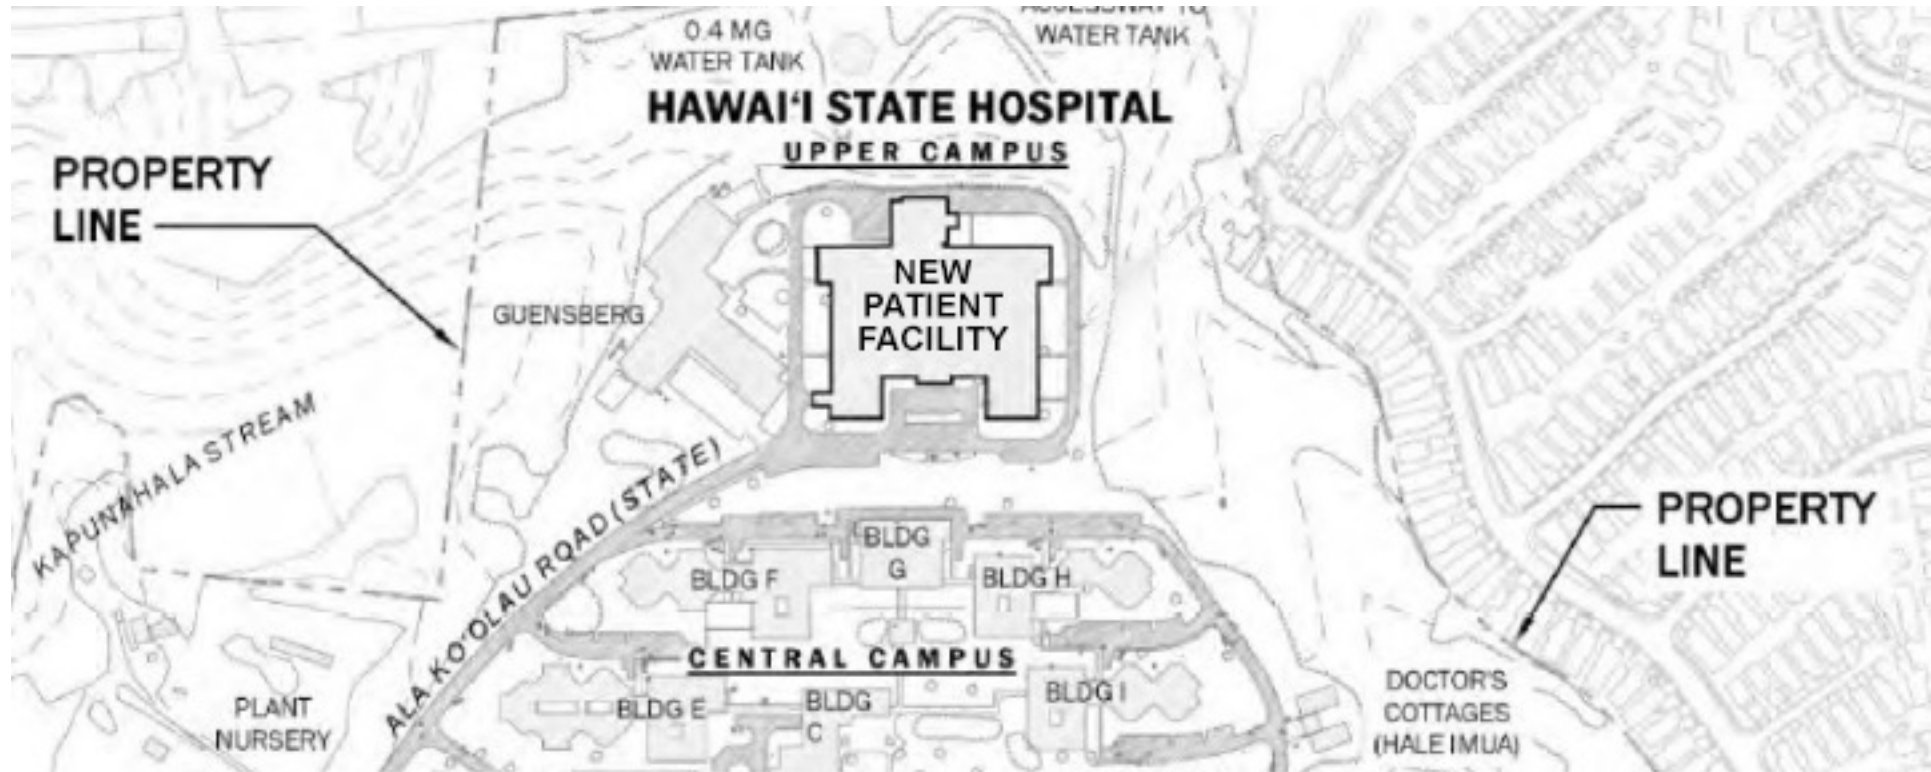 0.4 MG
WATER TANK
ACCESSWAY TO
WATER TANK
HAWAI‘I STATE HOSPITAL
UPPER CAMPUS
PROPERTY
LINE
GUENSBERG
NEW
PATIENT
FACILITY
KAPUNAHALA STREAM
ALA KO‘OLAU ROAD (STATE)
PROPERTY
LINE
BLDG F
BLDG
G
BLDG H
CENTRAL CAMPUS
BLDG E
BLDG
C
BLDG I
PLANT
NURSERY
DOCTOR'S
COTTAGES
(HALE IMUA)